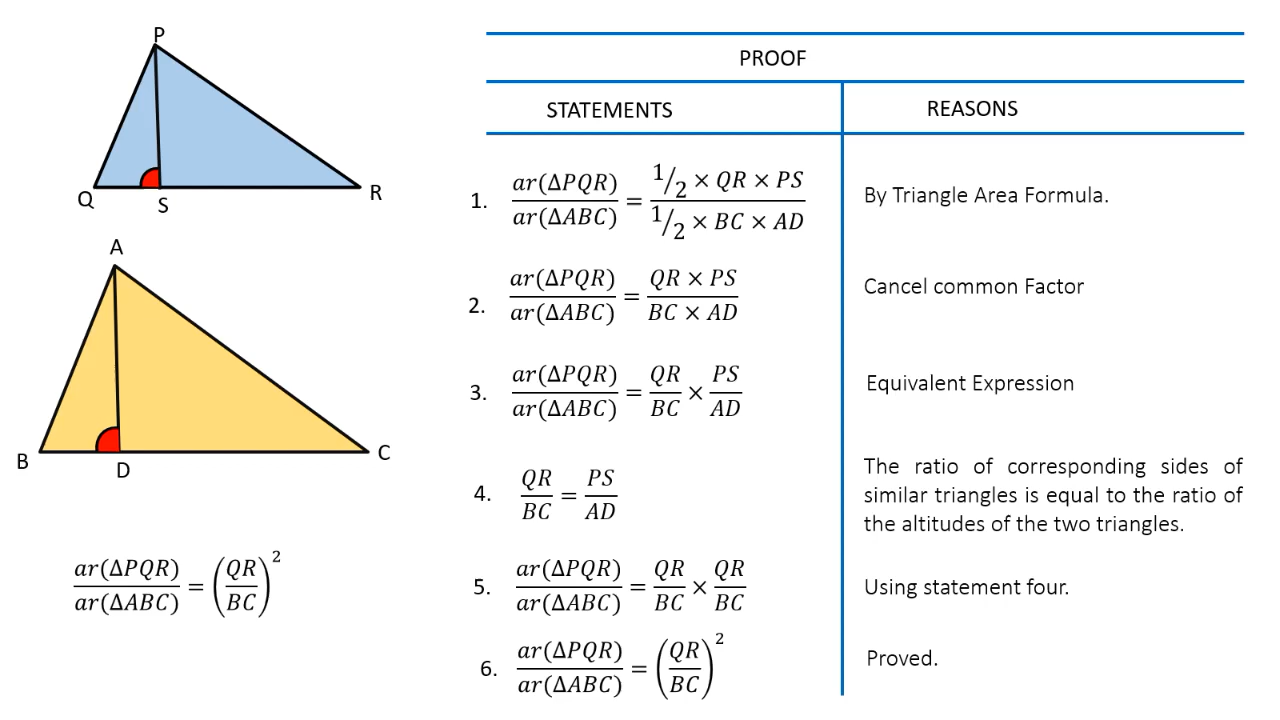 P
Q
S
R
A
B
D
C
ar(ΔPQR)/ar(ΔABC) = (QR/BC)²
PROOF
STATEMENTS
REASONS
1. ar(ΔPQR)/ar(ΔABC) = (1/2 × QR × PS)/(1/2 × BC × AD)
By Triangle Area Formula.
2. ar(ΔPQR)/ar(ΔABC) = (QR × PS)/(BC × AD)
Cancel common Factor
3. ar(ΔPQR)/ar(ΔABC) = QR/BC × PS/AD
Equivalent Expression
4. QR/BC = PS/AD
The ratio of corresponding sides of
similar triangles is equal to the ratio of
the altitudes of the two triangles.
5. ar(ΔPQR)/ar(ΔABC) = QR/BC × QR/BC
Using statement four.
6. ar(ΔPQR)/ar(ΔABC) = (QR/BC)²
Proved.